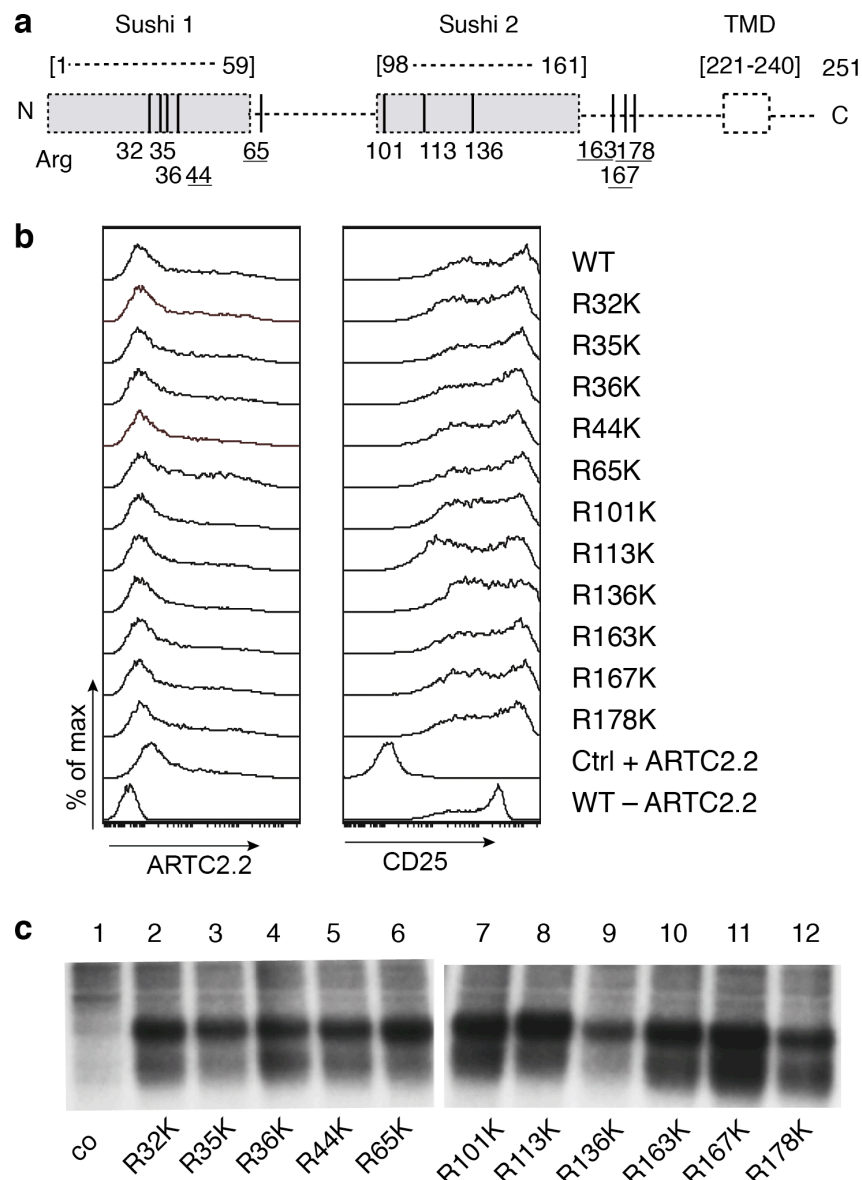 a
Sushi 1 Sushi 2 TMD
[1 59] [98 161] [221-240] 251
N C
Arg 32 35 65 101 113 136 163 178
36 44 167
b
WT
R32K
R35K
R36K
R44K
R65K
R101K
R113K
R136K
R163K
R167K
R178K
Ctrl + ARTC2.2
WT – ARTC2.2
% of max
ARTC2.2 CD25
c
1 2 3 4 5 6 7 8 9 10 11 12
co R32K R35K R36K R44K R65K R101K R113K R136K R163K R167K R178K